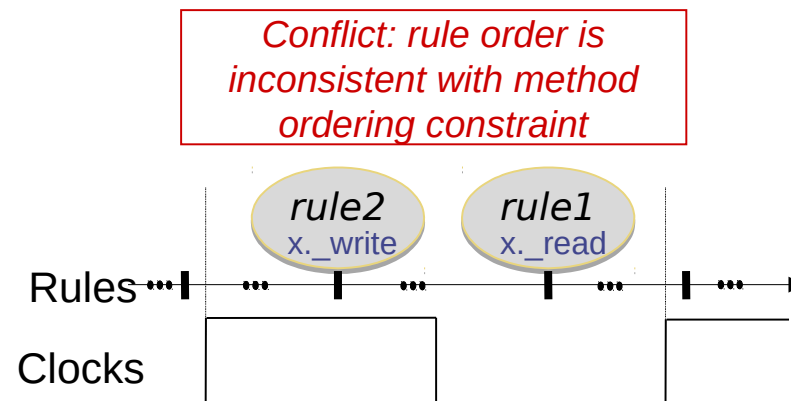 Conflict: rule order is
inconsistent with method
ordering constraint
rule2
x._write
rule1
x._read
Rules
Clocks